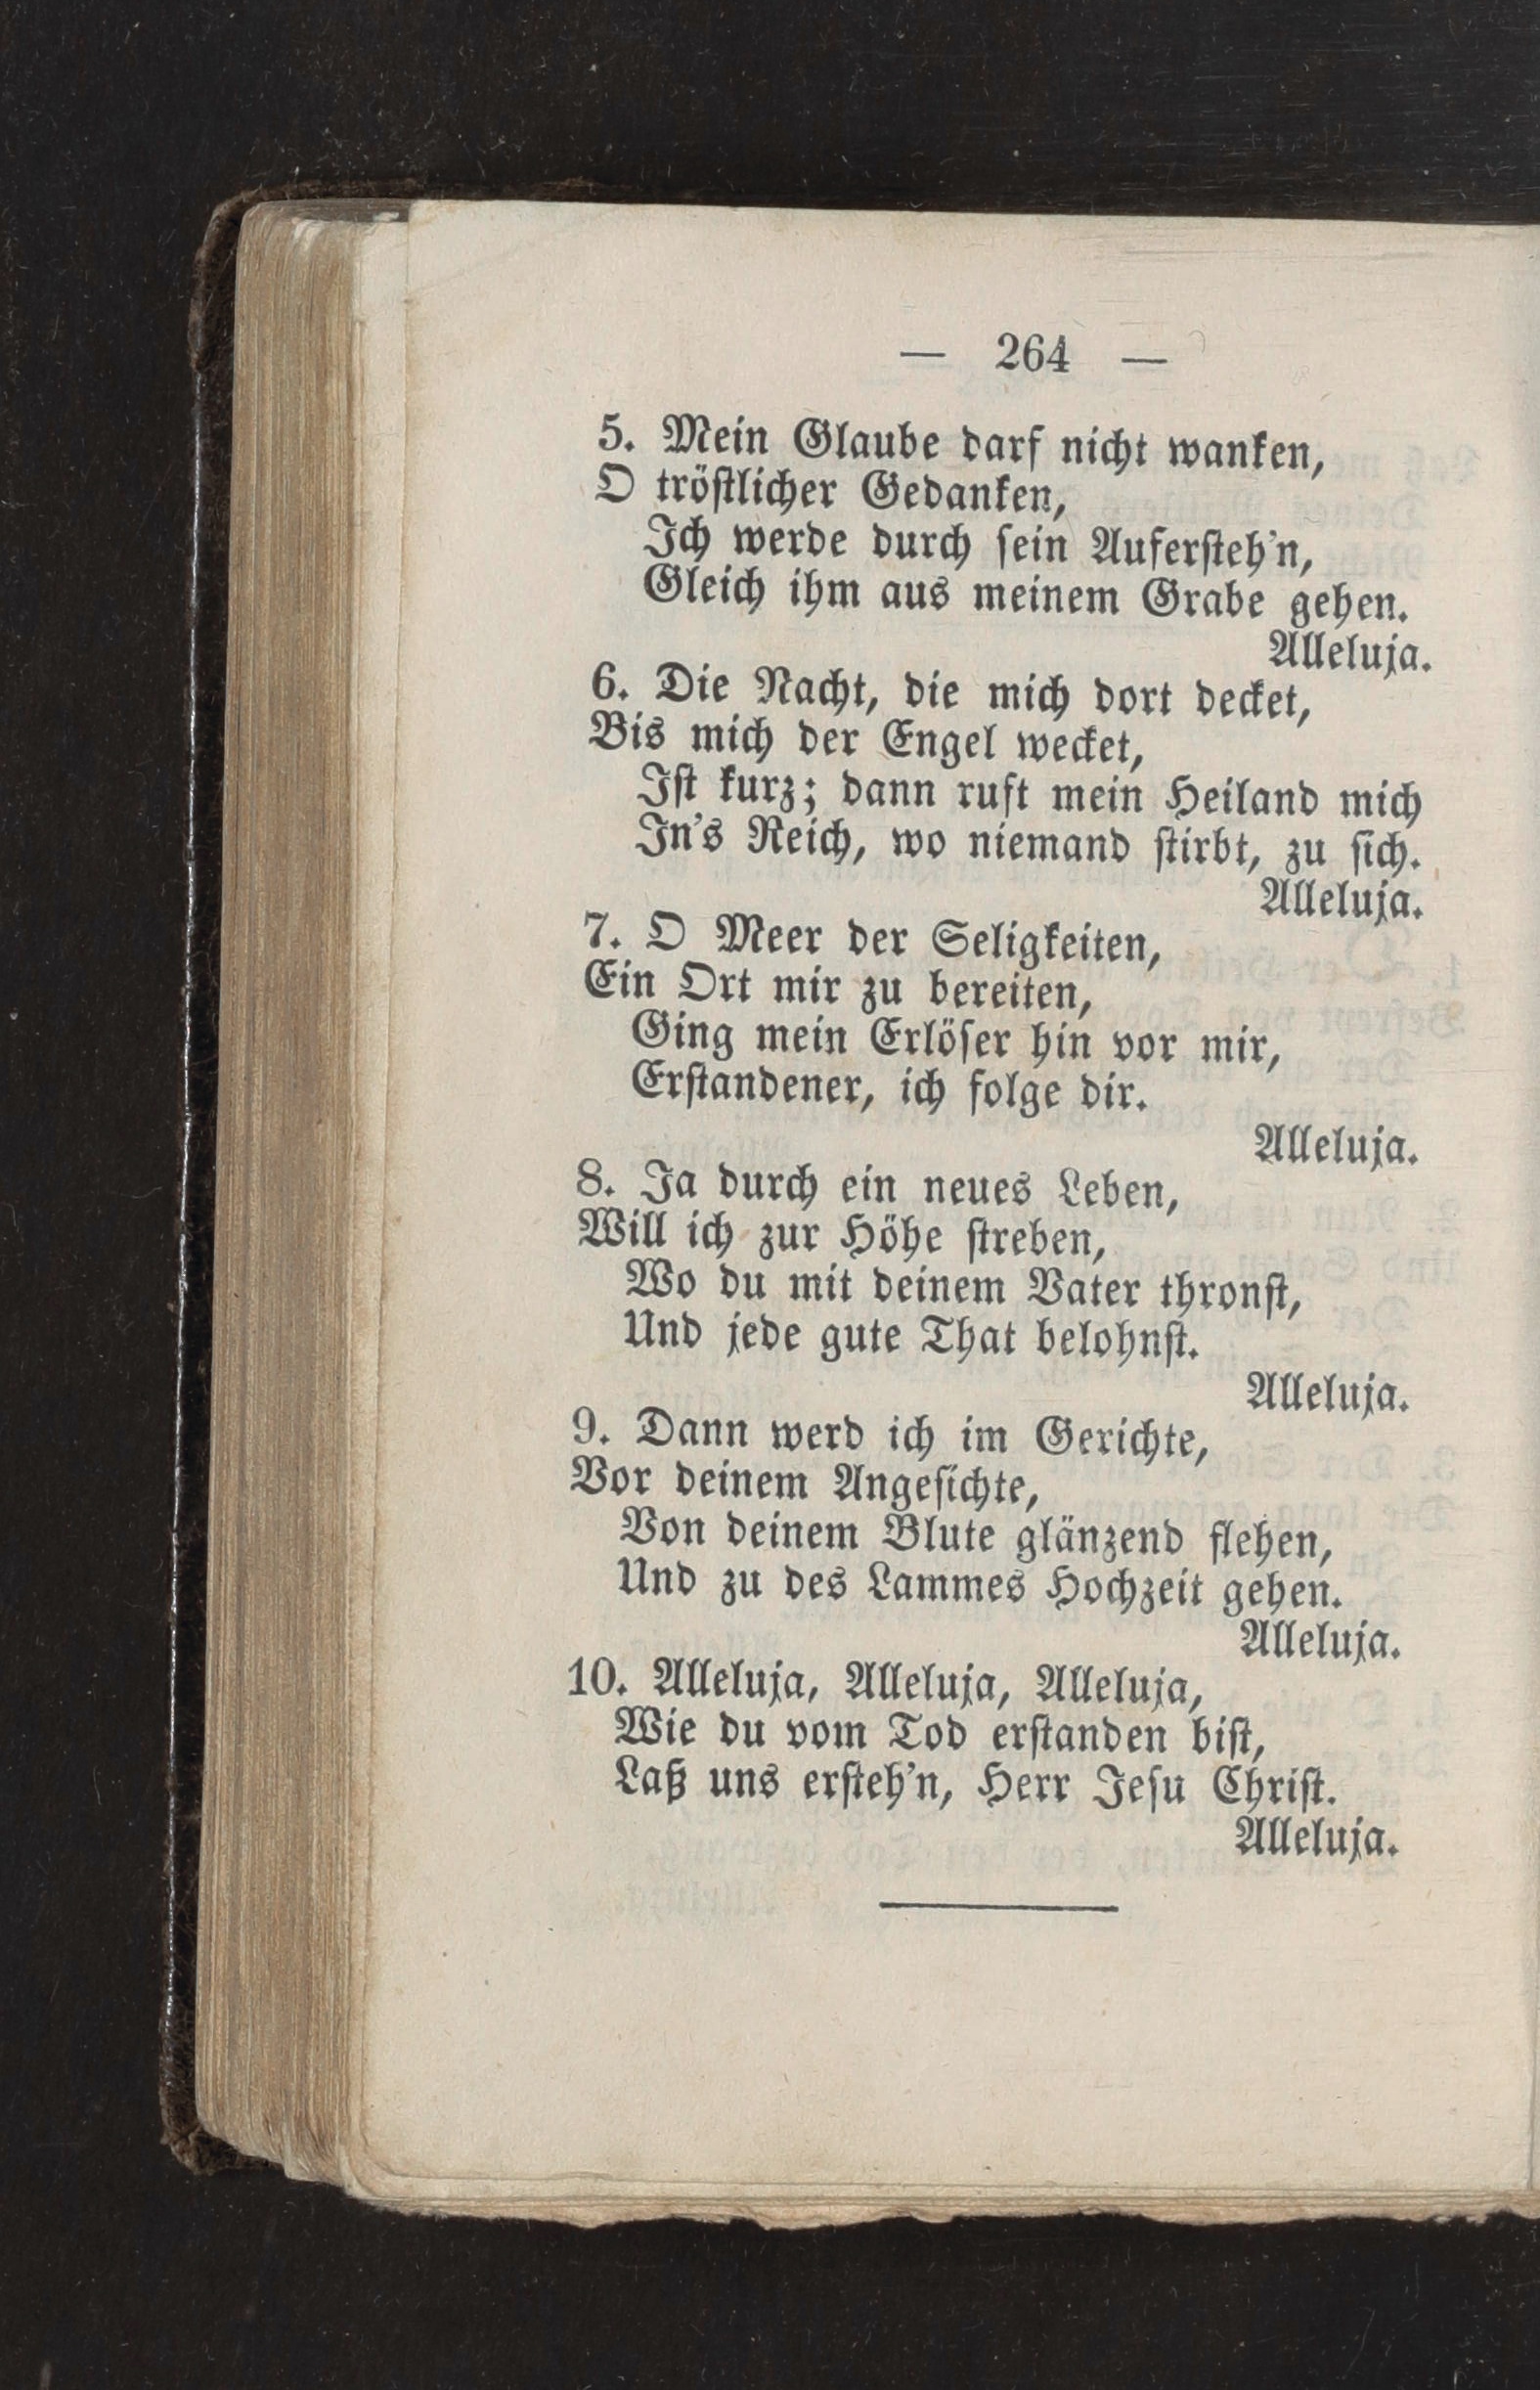 — 264 —
5. Mein Glaube darf nicht wanken,
O tröstlicher Gedanken,
Ich werde durch sein Aufersteh'n,
Gleich ihm aus meinem Grabe gehen.
Alleluja.
6. Die Nacht, die mich dort decket,
Bis mich der Engel wecket,
Ist kurz; dann ruft mein Heiland mich
In's Reich, wo niemand stirbt, zu sich.
Alleluja.
7. O Meer der Seligkeiten,
Ein Ort mir zu bereiten,
Ging mein Erlöser hin vor mir,
Erstandener, ich folge dir.
Alleluja.
8. Ja durch ein neues Leben,
Will ich zur Höhe streben,
Wo du mit deinem Vater thronst,
Und jede gute That belohnst.
Alleluja.
9. Dann werd ich im Gerichte,
Vor deinem Angesichte,
Von deinem Blute glänzend flehen,
Und zu des Lammes Hochzeit gehen.
Alleluja.
10. Alleluja, Alleluja, Alleluja,
Wie du vom Tod erstanden bist,
Laß uns ersteh'n, Herr Jesu Christ.
Alleluja.